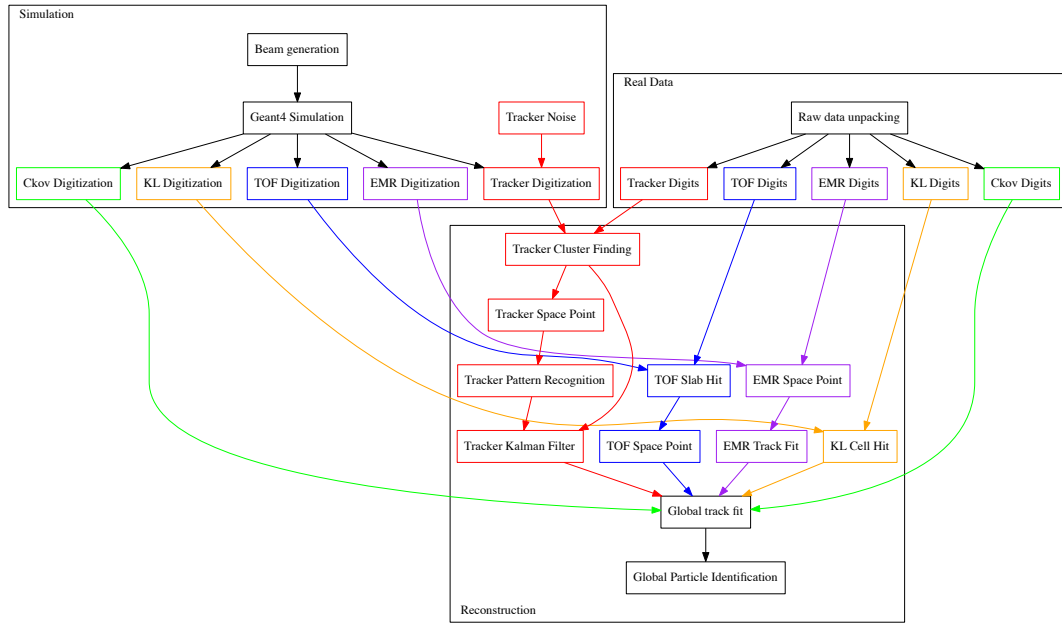 Simulation
Beam generation
Real Data
Geant4 Simulation
Tracker Noise
Raw data unpacking
Ckov Digitization
KL Digitization
TOF Digitization
EMR Digitization
Tracker Digitization
Tracker Digits
TOF Digits
EMR Digits
KL Digits
Ckov Digits
Tracker Cluster Finding
Tracker Space Point
Tracker Pattern Recognition
TOF Slab Hit
EMR Space Point
Tracker Kalman Filter
TOF Space Point
EMR Track Fit
KL Cell Hit
Global track fit
Global Particle Identification
Reconstruction